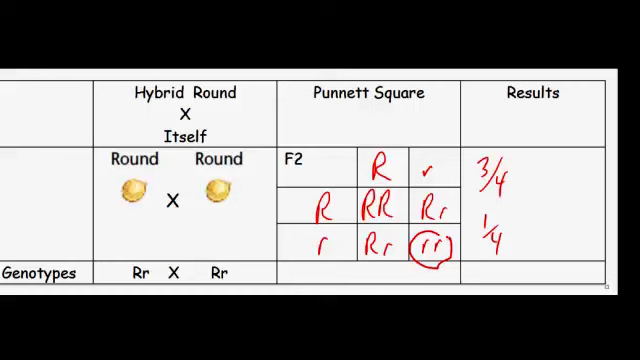 Hybrid Round
X
Itself
Punnett Square
Results
Round Round
X
F2 R r
R RR Rr
r Rr rr
3/4
1/4
Genotypes Rr X Rr